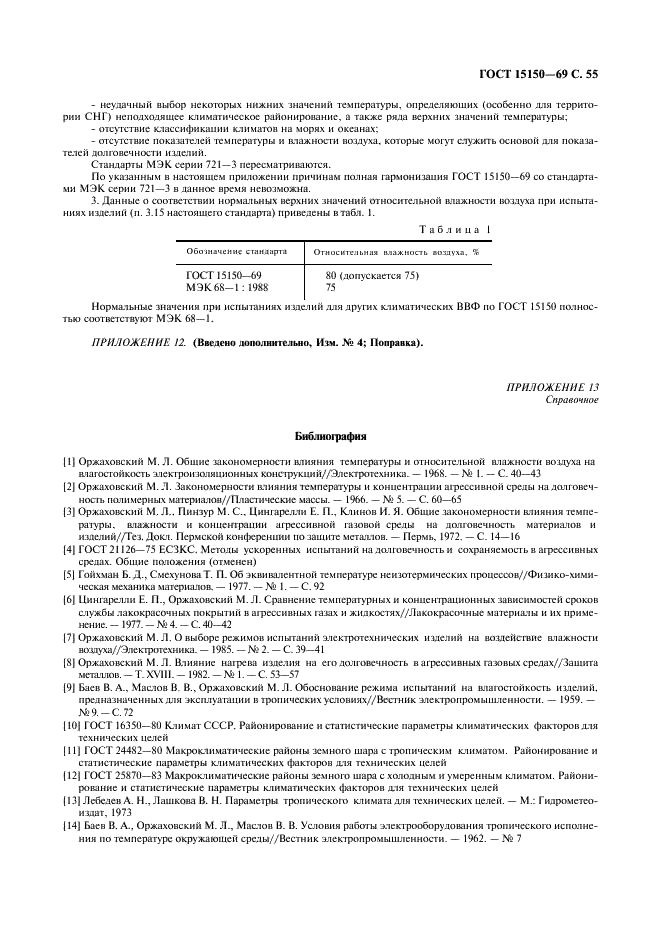 ГОСТ 15150—69 С. 55
- неудачный выбор некоторых нижних значений температуры, определяющих (особенно для террито-
рии СНГ) неподходящее климатическое районирование, а также ряда верхних значений температуры;
- отсутствие классификации климатов на морях и океанах;
- отсутствие показателей температуры и влажности воздуха, которые могут служить основой для показа-
телей долговечности изделий.
Стандарты МЭК серии 721—3 пересматриваются.
По указанным в настоящем приложении причинам полная гармонизация ГОСТ 15150—69 со стандарта-
ми МЭК серии 721—3 в данное время невозможна.
3. Данные о соответствии нормальных верхних значений относительной влажности воздуха при испыта-
ниях изделий (п. 3.15 настоящего стандарта) приведены в табл. 1.
Таблица 1
Обозначение стандарта Относительная влажность воздуха, %
ГОСТ 15150—69 80 (допускается 75)
МЭК 68—1 : 1988 75
Нормальные значения при испытаниях изделий для других климатических ВВФ по ГОСТ 15150 полнос-
тью соответствуют МЭК 68—1.
ПРИЛОЖЕНИЕ 12. (Введено дополнительно, Изм. № 4; Поправка).
ПРИЛОЖЕНИЕ 13
Справочное
Библиография
[1] Оржаховский М. Л. Общие закономерности влияния температуры и относительной влажности воздуха на
влагостойкость электроизоляционных конструкций//Электротехника. — 1968. — № 1. — С. 40—43
[2] Оржаховский М. Л. Закономерности влияния температуры и концентрации агрессивной среды на долговеч-
ность полимерных материалов//Пластические массы. — 1966. — № 5. — С. 60—65
[3] Оржаховский М. Л., Пинзур М. С., Цингарелли Е. П., Клинов И. Я. Общие закономерности влияния темпе-
ратуры, влажности и концентрации агрессивной газовой среды на долговечность материалов и
изделий//Тез. Докл. Пермской конференции по защите металлов. — Пермь, 1972. — С. 14—16
[4] ГОСТ 21126—75 ЕСЗКС. Методы ускоренных испытаний на долговечность и сохраняемость в агрессивных
средах. Общие положения (отменен)
[5] Гойхман Б. Д., Смехунова Т. П. Об эквивалентной температуре неизотермических процессов//Физико-хими-
ческая механика материалов. — 1977. — № 1. — С. 92
[6] Цингарелли Е. П., Оржаховский М. Л. Сравнение температурных и концентрационных зависимостей сроков
службы лакокрасочных покрытий в агрессивных газах и жидкостях//Лакокрасочные материалы и их приме-
нение. — 1977. — № 4. — С. 40—42
[7] Оржаховский М. Л. О выборе режимов испытаний электротехнических изделий на воздействие влажности
воздуха//Электротехника. — 1985. — № 2. — С. 39—41
[8] Оржаховский М. Л. Влияние нагрева изделия на его долговечность в агрессивных газовых средах//Защита
металлов. — Т. XVIII. — 1982. — № 1. — С. 53—57
[9] Баев В. А., Маслов В. В., Оржаховский М. Л. Обоснование режима испытаний на влагостойкость изделий,
предназначенных для эксплуатации в тропических условиях//Вестник электропромышленности. — 1959. —
№ 9. — С. 72
[10] ГОСТ 16350—80 Климат СССР. Районирование и статистические параметры климатических факторов для
технических целей
[11] ГОСТ 24482—80 Макроклиматические районы земного шара с тропическим климатом. Районирование и
статистические параметры климатических факторов для технических целей
[12] ГОСТ 25870—83 Макроклиматические районы земного шара с холодным и умеренным климатом. Райони-
рование и статистические параметры климатических факторов для технических целей
[13] Лебедев А. Н., Лашкова В. Н. Параметры тропического климата для технических целей. — М.: Гидрометео-
издат, 1973
[14] Баев В. А., Оржаховский М. Л., Маслов В. В. Условия работы электрооборудования тропического исполне-
ния по температуре окружающей среды//Вестник электропромышленности. — 1962. — № 7